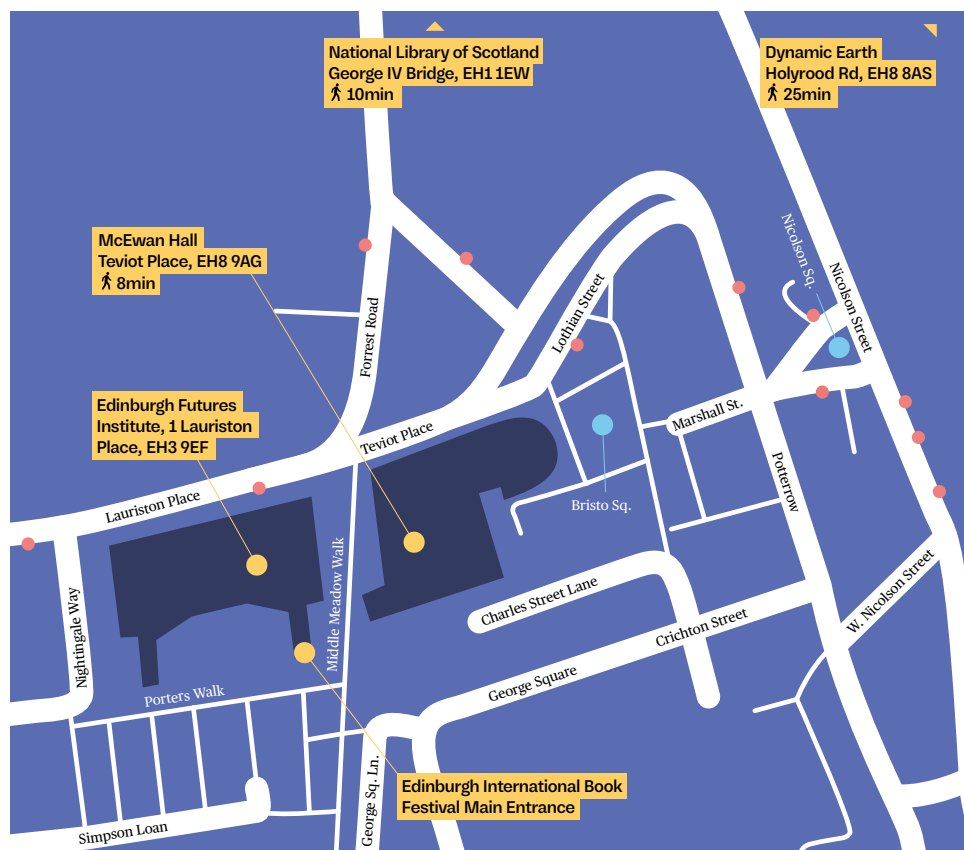 National Library of Scotland
George IV Bridge, EH1 1EW
10min
Dynamic Earth
Holyrood Rd, EH8 8AS
25min
McEwan Hall
Teviot Place, EH8 9AG
8min
Nicolson Sq.
Nicolson Street
Forrest Road
Lothian Street
Edinburgh Futures
Institute, 1 Lauriston
Place, EH3 9EF
Marshall St.
Teviot Place
Potterrow
Lauriston Place
Bristo Sq.
Middle Meadow Walk
Nightingale Way
Charles Street Lane
W. Nicolson Street
Crichton Street
George Square
Porters Walk
George Sq. Ln.
Edinburgh International Book
Festival Main Entrance
Simpson Loan